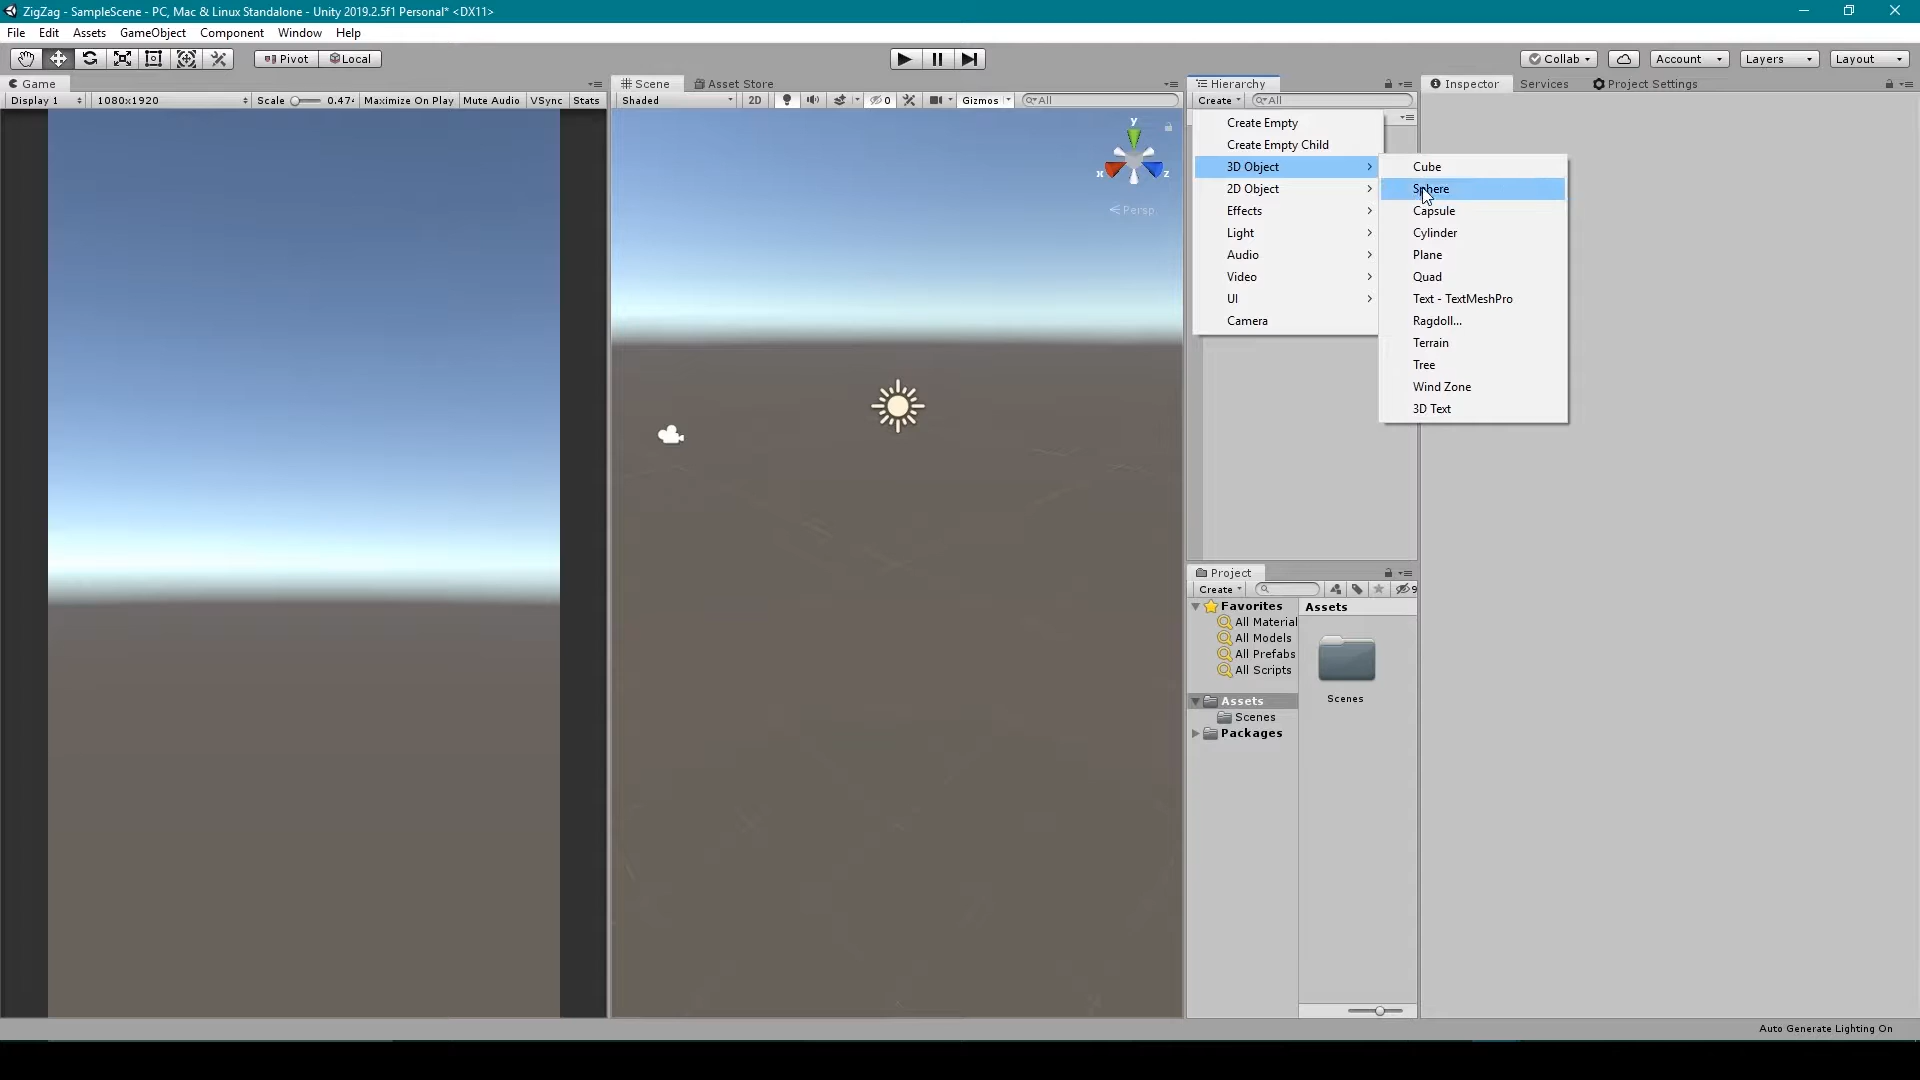 ZigZag - SampleScene - PC, Mac & Linux Standalone - Unity 2019.2.5f1 Personal* <DX11>
File Edit Assets GameObject Component Window Help
Pivot Local Collab Account Layers Layout
Game Scene Asset Store Hierarchy Inspector Services Project Settings
Display 1 1080x1920 Scale 0.47 Maximize On Play Mute Audio VSync Stats Shaded 2D 0 Gizmos All Create All
y
x
z
Persp
Create Empty
Create Empty Child
3D Object
2D Object
Effects
Light
Audio
Video
UI
Camera
Cube
Sphere
Capsule
Cylinder
Plane
Quad
Text - TextMeshPro
Ragdoll...
Terrain
Tree
Wind Zone
3D Text
Project
Create 9
Favorites
All Material
All Models
All Prefabs
All Scripts
Assets
Scenes
Packages
Assets
Scenes
Auto Generate Lighting On